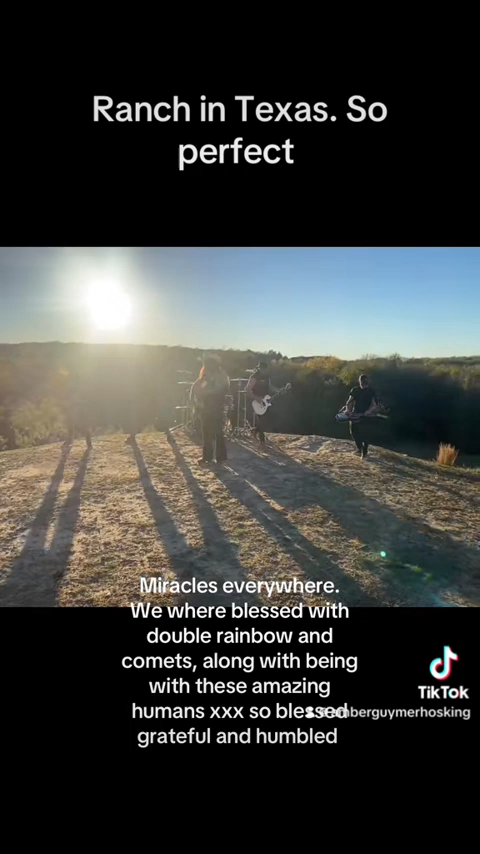 Ranch in Texas. So
perfect
Miracles everywhere.
We where blessed with
double rainbow and
comets, along with being
with these amazing
humans xxx so blessed
grateful and humbled
TikTok
amberguymerhosking